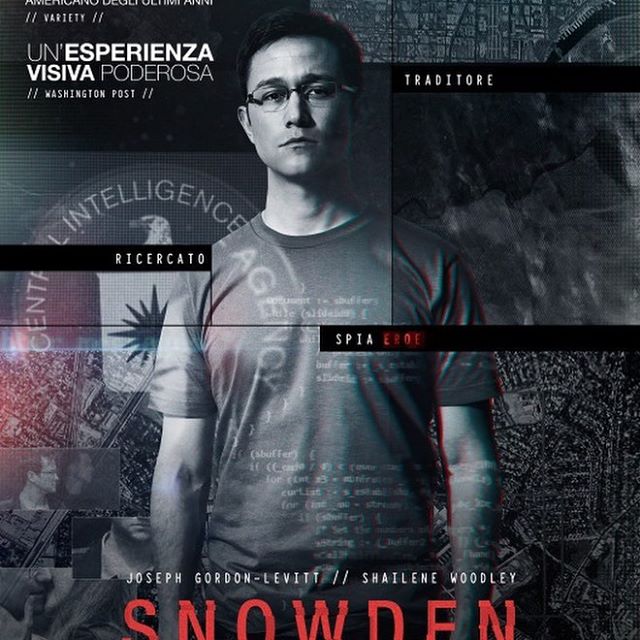 AMERICANO DEGLI ULTIMI ANNI
// VARIETY //
UN'ESPERIENZA
VISIVA PODEROSA
// WASHINGTON POST //
TRADITORE
CENTRAL INTELLIGENCE AGENCY
RICERCATO
SPIA EROE
JOSEPH GORDON-LEVITT // SHAILENE WOODLEY
SNOWDEN